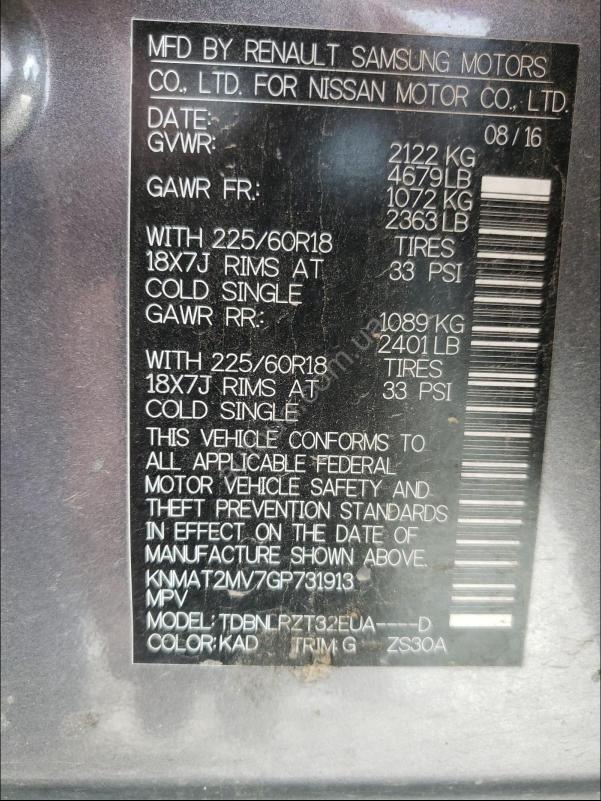 MFD BY RENAULT SAMSUNG MOTORS
CO., LTD. FOR NISSAN MOTOR CO., LTD.
DATE: 08/16
GVWR: 2122 KG
4679 LB
GAWR FR.: 1072 KG
2363 LB
WITH 225/60R18 TIRES
18X7J RIMS AT 33 PSI
COLD SINGLE
GAWR RR.: 1089 KG
2401 LB
WITH 225/60R18 TIRES
18X7J RIMS AT 33 PSI
COLD SINGLE
THIS VEHICLE CONFORMS TO
ALL APPLICABLE FEDERAL
MOTOR VEHICLE SAFETY AND
THEFT PREVENTION STANDARDS
IN EFFECT ON THE DATE OF
MANUFACTURE SHOWN ABOVE.
KNMAT2MV7GP731913
MPV
MODEL: TDBNLRZT32EUA----D
COLOR: KAD TRIM: G ZS30A